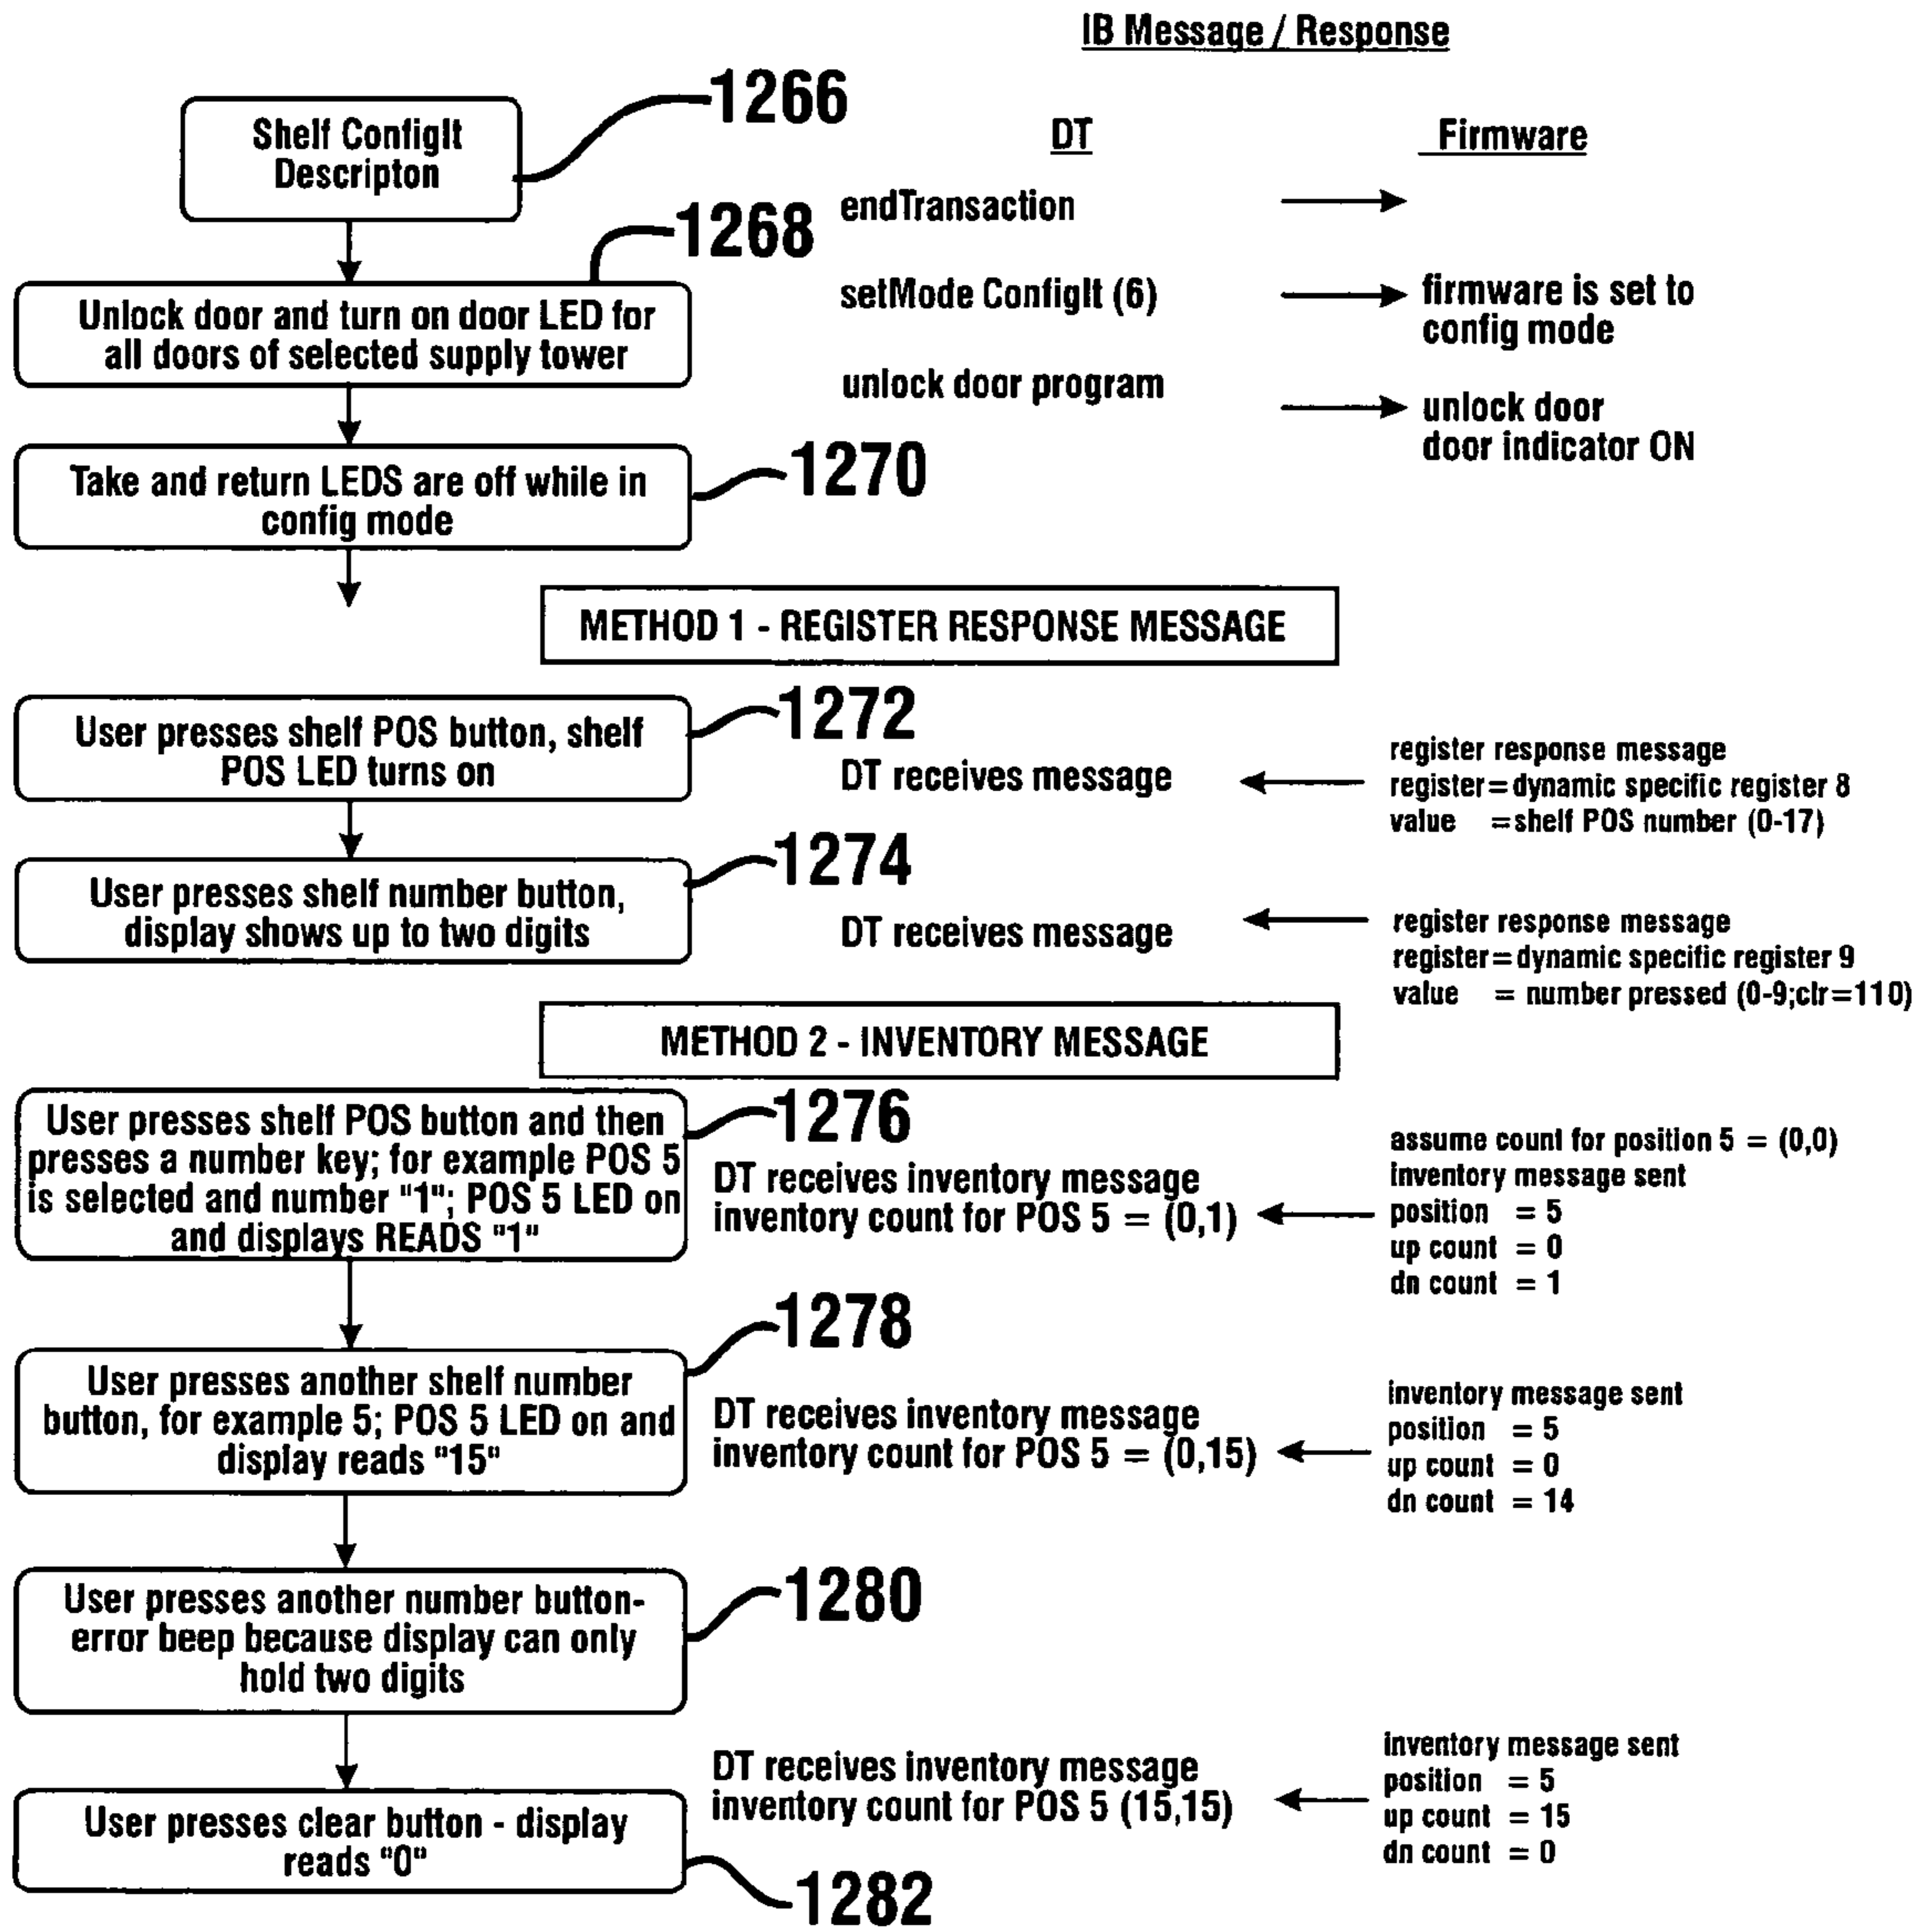 IB Message / Response
1266
Shelf ConfigIt
Descripton
DT
Firmware
endTransaction
1268
Unlock door and turn on door LED for
all doors of selected supply tower
setMode ConfigIt (6)
firmware is set to
config mode
unlock door program
unlock door
door indicator ON
1270
Take and return LEDS are off while in
config mode
METHOD 1 - REGISTER RESPONSE MESSAGE
1272
User presses shelf POS button, shelf
POS LED turns on
DT receives message
register response message
register=dynamic specific register 8
value =shelf POS number (0-17)
1274
User presses shelf number button,
display shows up to two digits
DT receives message
register response message
register=dynamic specific register 9
value = number pressed (0-9;clr=110)
METHOD 2 - INVENTORY MESSAGE
1276
User presses shelf POS button and then
presses a number key; for example POS 5
is selected and number "1"; POS 5 LED on
and displays READS "1"
DT receives inventory message
inventory count for POS 5 = (0,1)
assume count for position 5 = (0,0)
inventory message sent
position = 5
up count = 0
dn count = 1
1278
User presses another shelf number
button, for example 5; POS 5 LED on and
display reads "15"
DT receives inventory message
inventory count for POS 5 = (0,15)
inventory message sent
position = 5
up count = 0
dn count = 14
1280
User presses another number button-
error beep because display can only
hold two digits
DT receives inventory message
inventory count for POS 5 (15,15)
inventory message sent
position = 5
up count = 15
dn count = 0
User presses clear button - display
reads "0"
1282